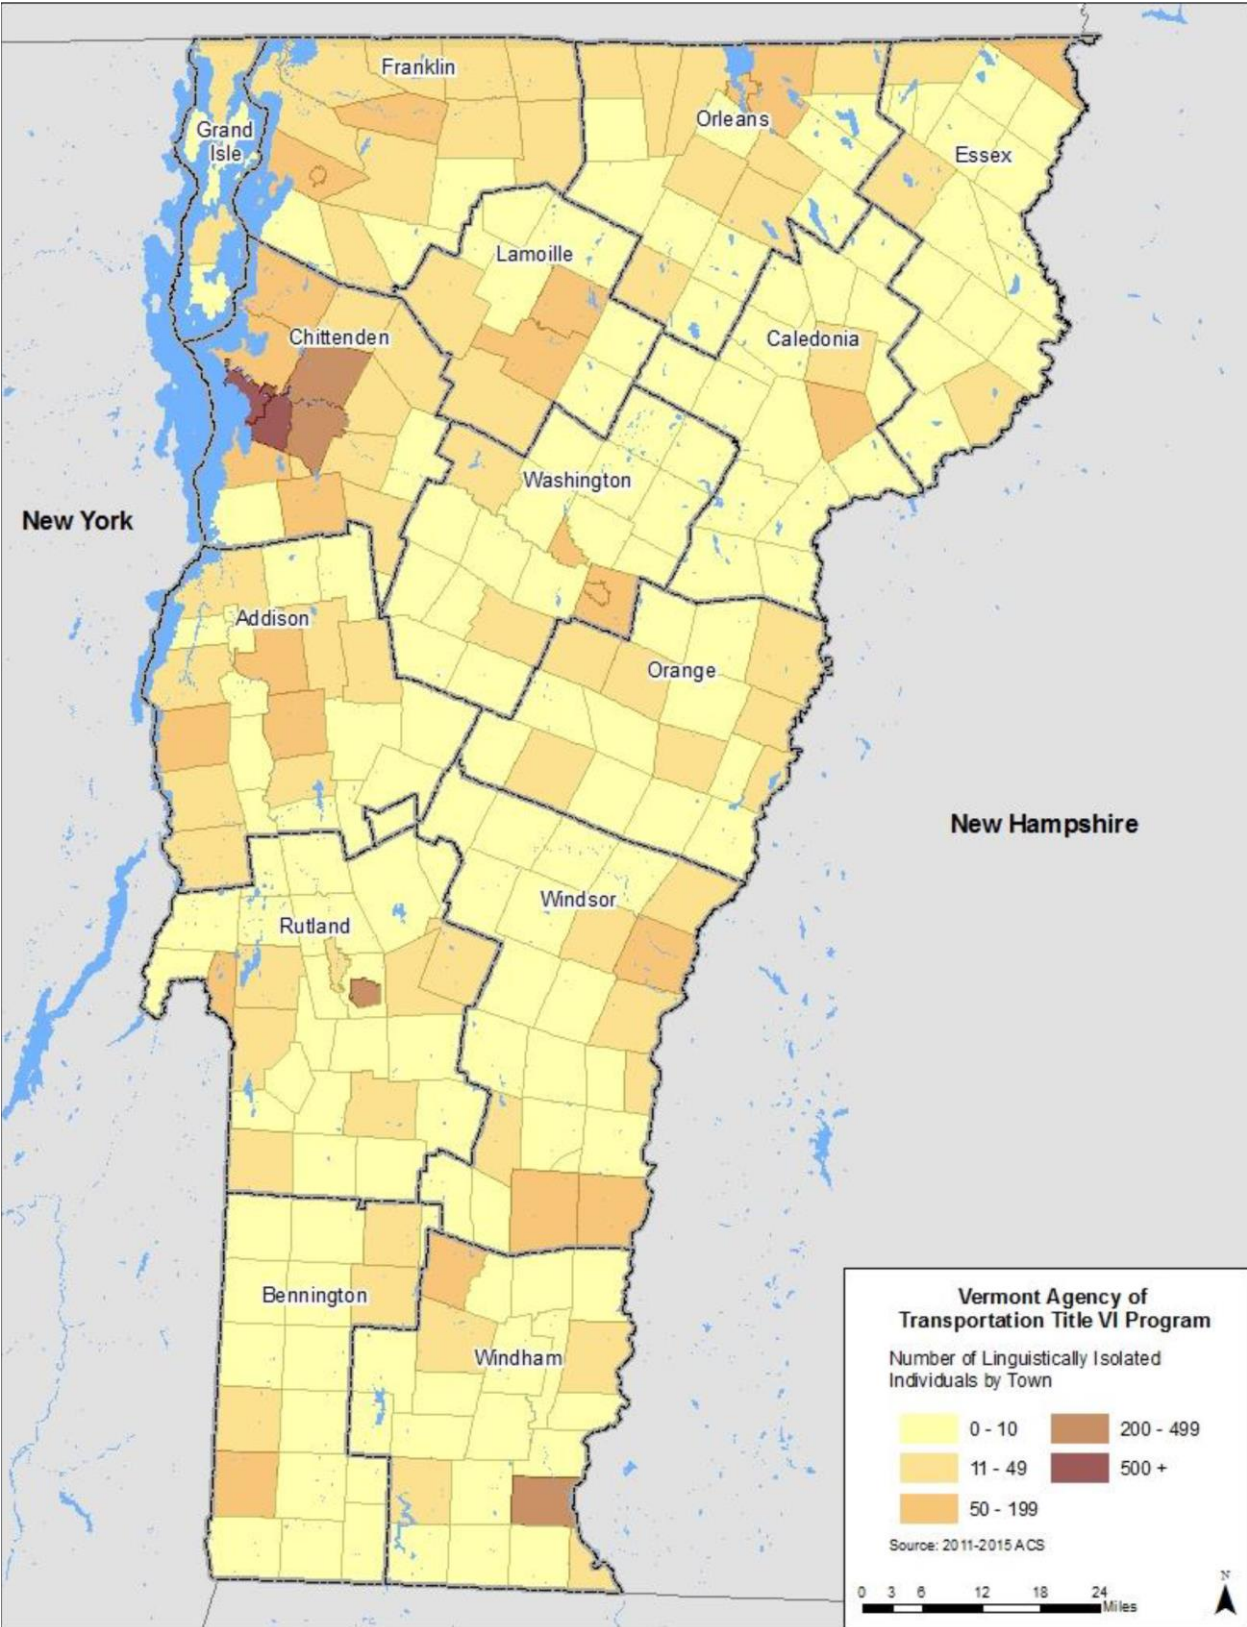 Franklin
Grand
Isle
Orleans
Essex
Lamoille
Chittenden
Caledonia
Washington
New York
Addison
Orange
New Hampshire
Windsor
Rutland
Bennington
Windham
Vermont Agency of
Transportation Title VI Program
Number of Linguistically Isolated
Individuals by Town
0 - 10
200 - 499
11 - 49
500 +
50 - 199
Source: 2011-2015 ACS
N
0 3 6 12 18 24
Miles